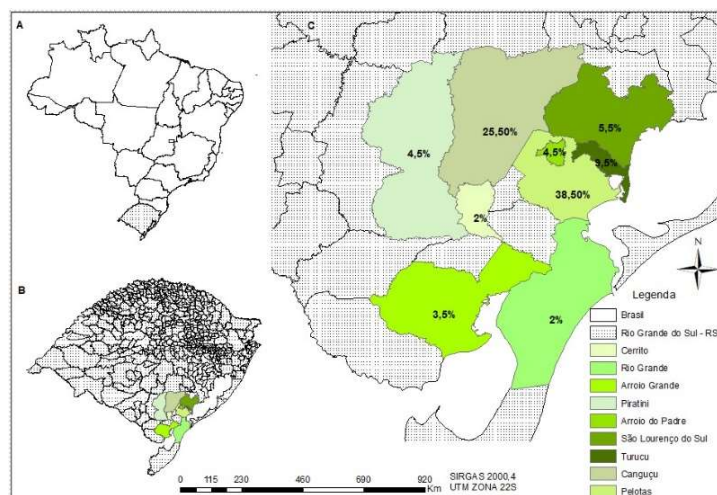 A
B
C
4,5%
25,50%
5,5%
4,5%
9,5%
38,50%
2%
3,5%
2%
N
Legenda
Brasil
Rio Grande do Sul - RS
Cerrito
Rio Grande
Arroio Grande
Piratini
Arroio do Padre
São Lourenço do Sul
Turucu
Canguçu
Pelotas
0 115 230 460 690 920
Km
SIRGAS 2000,4
UTM ZONA 22S